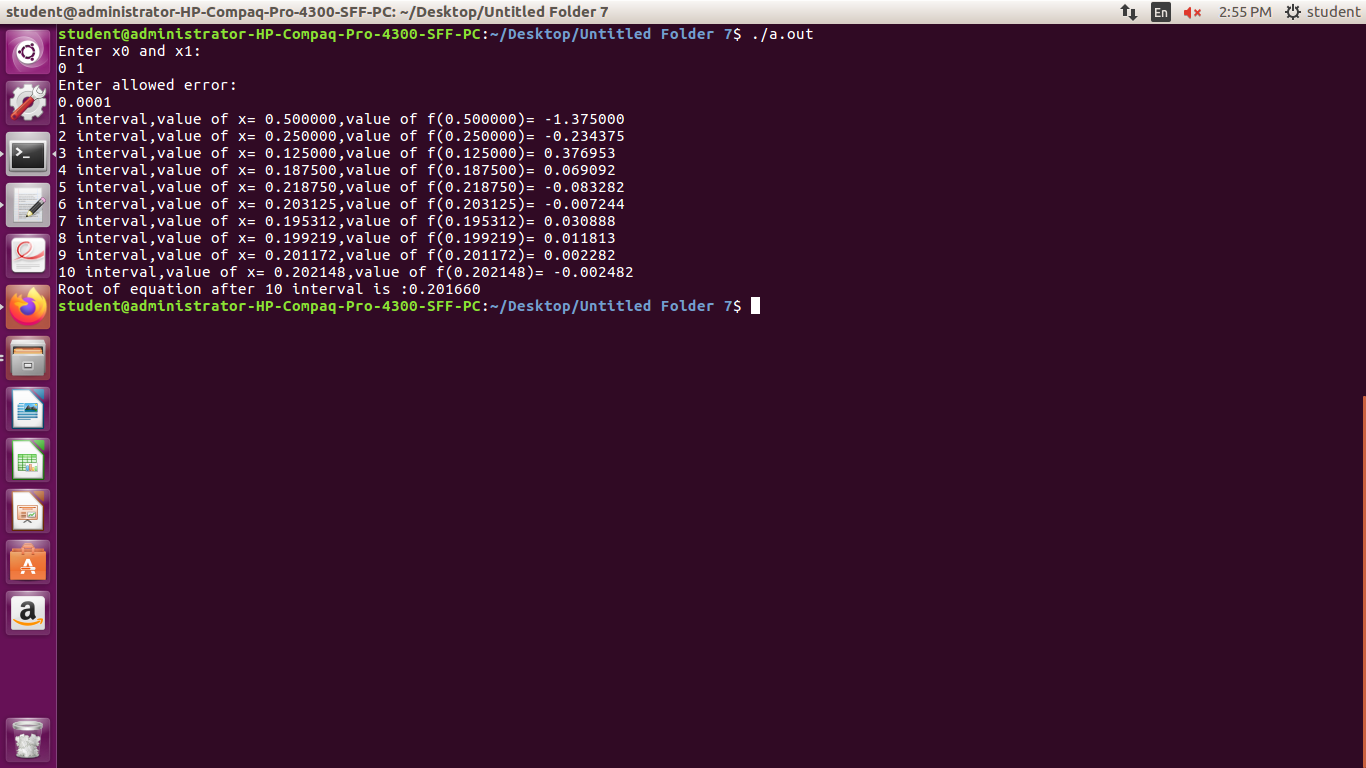 student@administrator-HP-Compaq-Pro-4300-SFF-PC: ~/Desktop/Untitled Folder 7
En
2:55 PM
student
student@administrator-HP-Compaq-Pro-4300-SFF-PC:~/Desktop/Untitled Folder 7$ ./a.out
Enter x0 and x1:
0 1
Enter allowed error:
0.0001
1 interval,value of x= 0.500000,value of f(0.500000)= -1.375000
2 interval,value of x= 0.250000,value of f(0.250000)= -0.234375
3 interval,value of x= 0.125000,value of f(0.125000)= 0.376953
4 interval,value of x= 0.187500,value of f(0.187500)= 0.069092
5 interval,value of x= 0.218750,value of f(0.218750)= -0.083282
6 interval,value of x= 0.203125,value of f(0.203125)= -0.007244
7 interval,value of x= 0.195312,value of f(0.195312)= 0.030888
8 interval,value of x= 0.199219,value of f(0.199219)= 0.011813
9 interval,value of x= 0.201172,value of f(0.201172)= 0.002282
10 interval,value of x= 0.202148,value of f(0.202148)= -0.002482
Root of equation after 10 interval is :0.201660
student@administrator-HP-Compaq-Pro-4300-SFF-PC:~/Desktop/Untitled Folder 7$